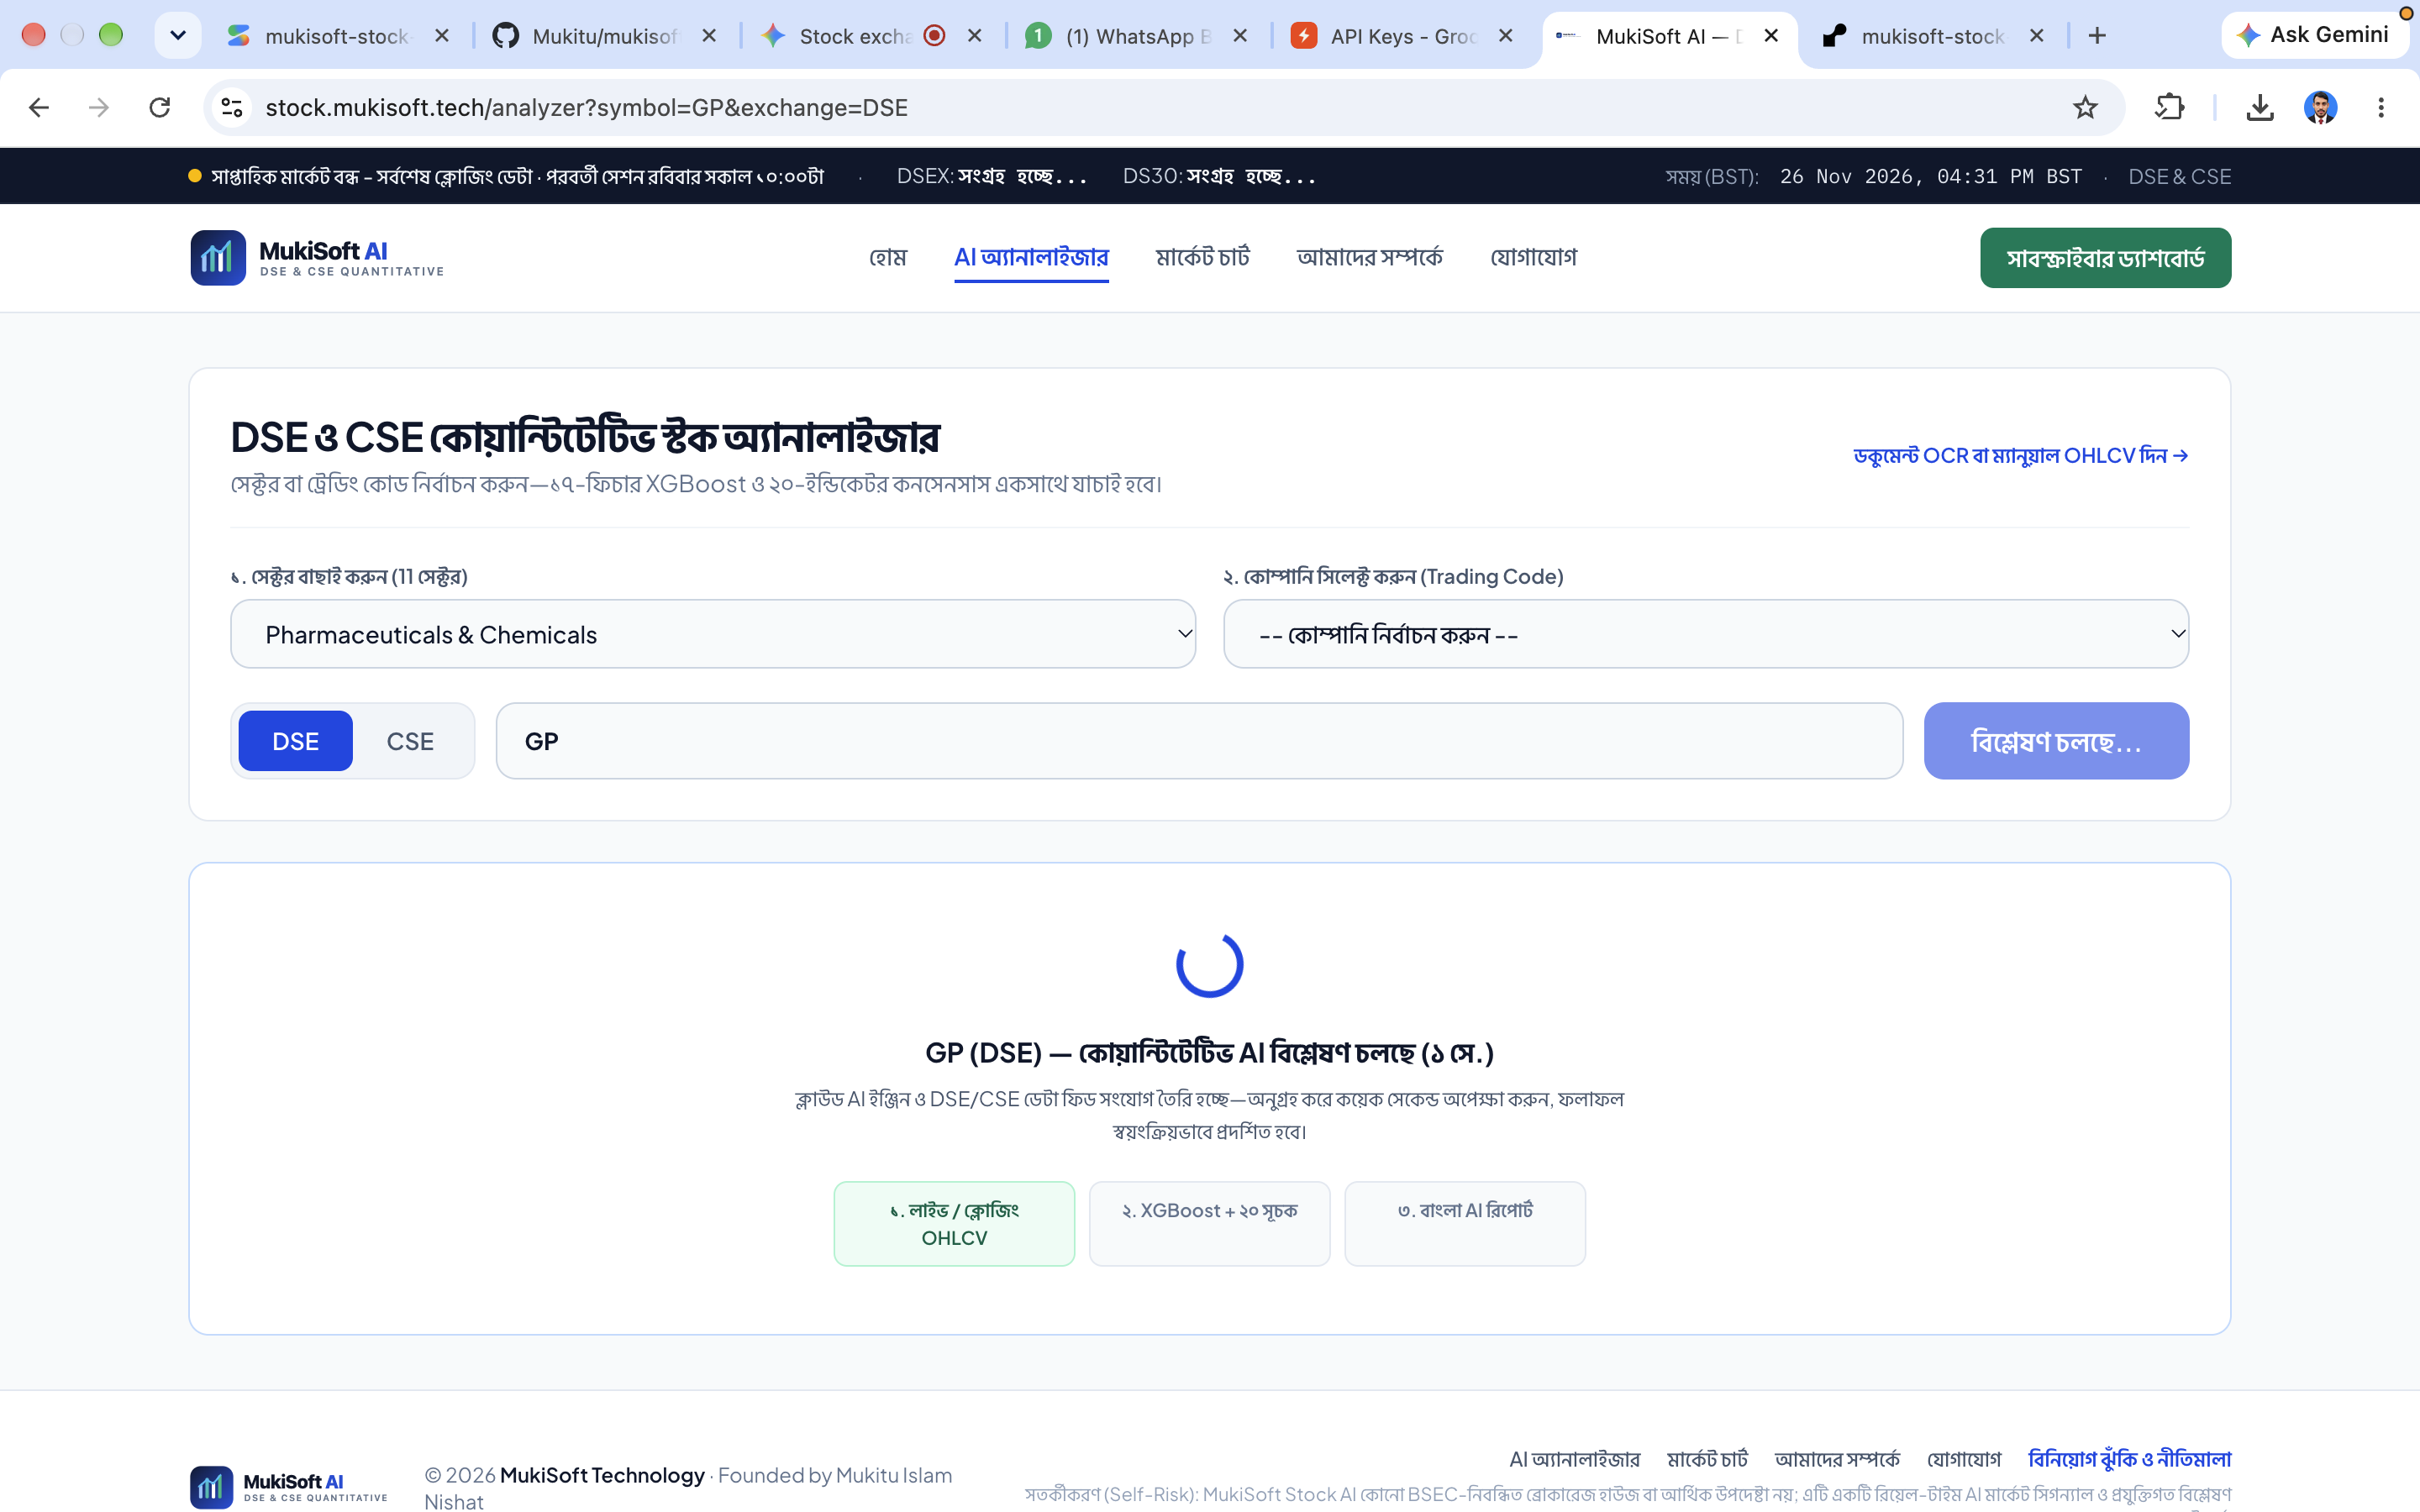 mukisoft-stock-
Mukitu/mukisof
Stock excha
(1) WhatsApp B
API Keys - Groc
MukiSoft AI — D
mukisoft-stock
Ask Gemini
stock.mukisoft.tech/analyzer?symbol=GP&exchange=DSE
সাপ্তাহিক মার্কেট বন্ধ – সর্বশেষ ক্লোজিং ডেটা · পরবর্তী সেশন রবিবার সকাল ১০:০০টা · DSEX: সংগ্রহ হচ্ছে... DS30: সংগ্রহ হচ্ছে... সময় (BST): 26 Nov 2026, 04:31 PM BST · DSE & CSE
MukiSoft AI
DSE & CSE QUANTITATIVE
হোম AI অ্যানালাইজার মার্কেট চার্ট আমাদের সম্পর্কে যোগাযোগ
সাবস্ক্রাইবার ড্যাশবোর্ড
DSE ও CSE কোয়ান্টিটেটিভ স্টক অ্যানালাইজার
সেক্টর বা ট্রেডিং কোড নির্বাচন করুন—১৭-ফিচার XGBoost ও ২০-ইন্ডিকেটর কনসেনসাস একসাথে যাচাই হবে।
ডকুমেন্ট OCR বা ম্যানুয়াল OHLCV দিন →
১. সেক্টর বাছাই করুন (11 সেক্টর)
২. কোম্পানি সিলেক্ট করুন (Trading Code)
Pharmaceuticals & Chemicals
-- কোম্পানি নির্বাচন করুন --
DSE CSE
GP
বিশ্লেষণ চলছে...
GP (DSE) — কোয়ান্টিটেটিভ AI বিশ্লেষণ চলছে (১ সে.)
ক্লাউড AI ইঞ্জিন ও DSE/CSE ডেটা ফিড সংযোগ তৈরি হচ্ছে—অনুগ্রহ করে কয়েক সেকেন্ড অপেক্ষা করুন, ফলাফল
স্বয়ংক্রিয়ভাবে প্রদর্শিত হবে।
১. লাইভ / ক্লোজিং
OHLCV
২. XGBoost + ২০ সূচক
৩. বাংলা AI রিপোর্ট
MukiSoft AI
DSE & CSE QUANTITATIVE
© 2026 MukiSoft Technology · Founded by Mukitu Islam
Nishat
AI অ্যানালাইজার মার্কেট চার্ট আমাদের সম্পর্কে যোগাযোগ বিনিয়োগ ঝুঁকি ও নীতিমালা
সতর্কীকরণ (Self-Risk): MukiSoft Stock AI কোনো BSEC-নিবন্ধিত ব্রোকারেজ হাউজ বা আর্থিক উপদেষ্টা নয়; এটি একটি রিয়েল-টাইম AI মার্কেট সিগন্যাল ও প্রযুক্তিগত বিশ্লেষণ